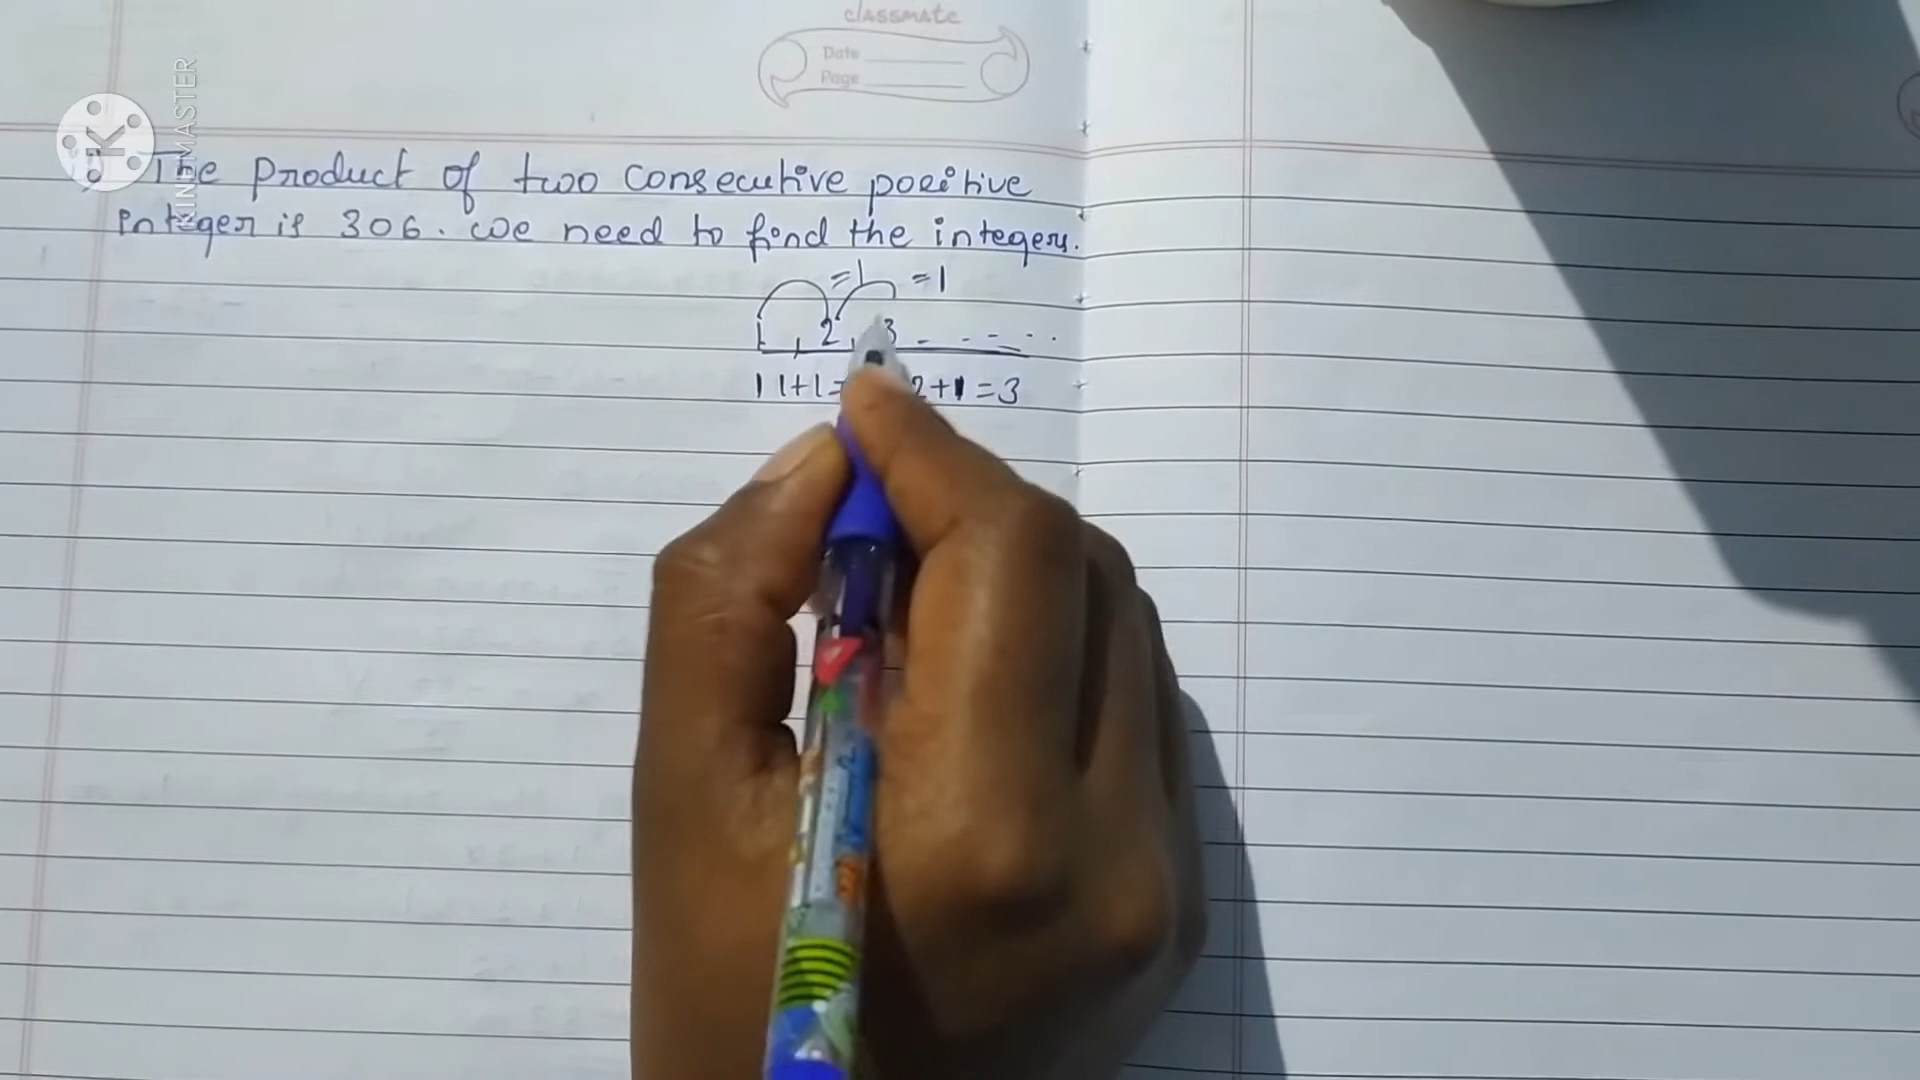 classmate
Date
Page
KINEMASTER
The product of two consecutive positive
integer is 306. we need to find the integers.
=1 =1
1, 2, 3 - - - - . .
1 1+1= 2+1=3